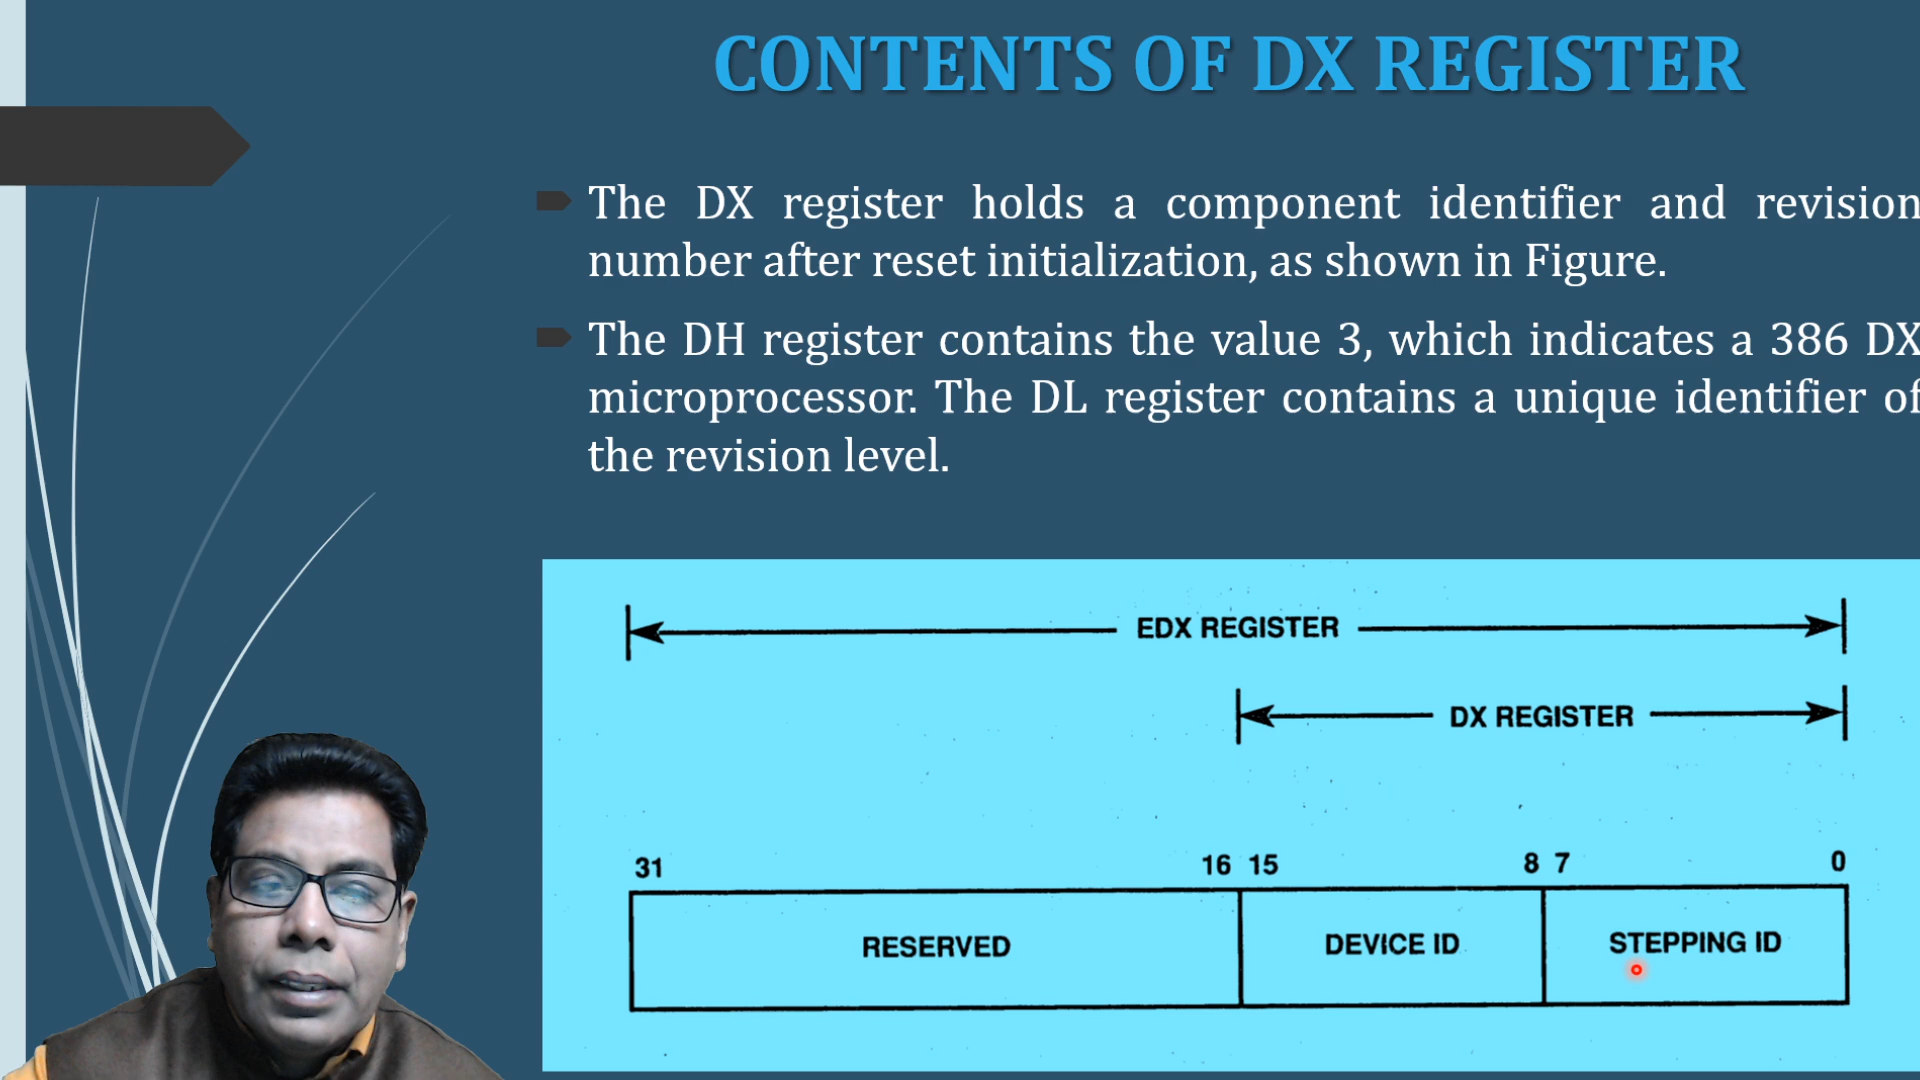 CONTENTS OF DX REGISTER
The DX register holds a component identifier and revision
number after reset initialization, as shown in Figure.
The DH register contains the value 3, which indicates a 386 DX
microprocessor. The DL register contains a unique identifier of
the revision level.
EDX REGISTER
DX REGISTER
31 16 15 8 7 0
RESERVED DEVICE ID STEPPING ID